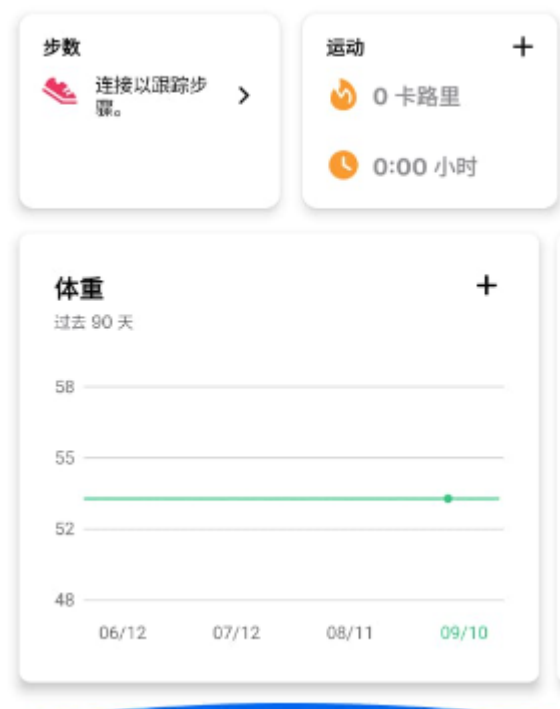 步数
连接以跟踪步
骤。
运动
0 卡路里
0:00 小时
体重
过去 90 天
58
55
52
48
06/12 07/12 08/11 09/10